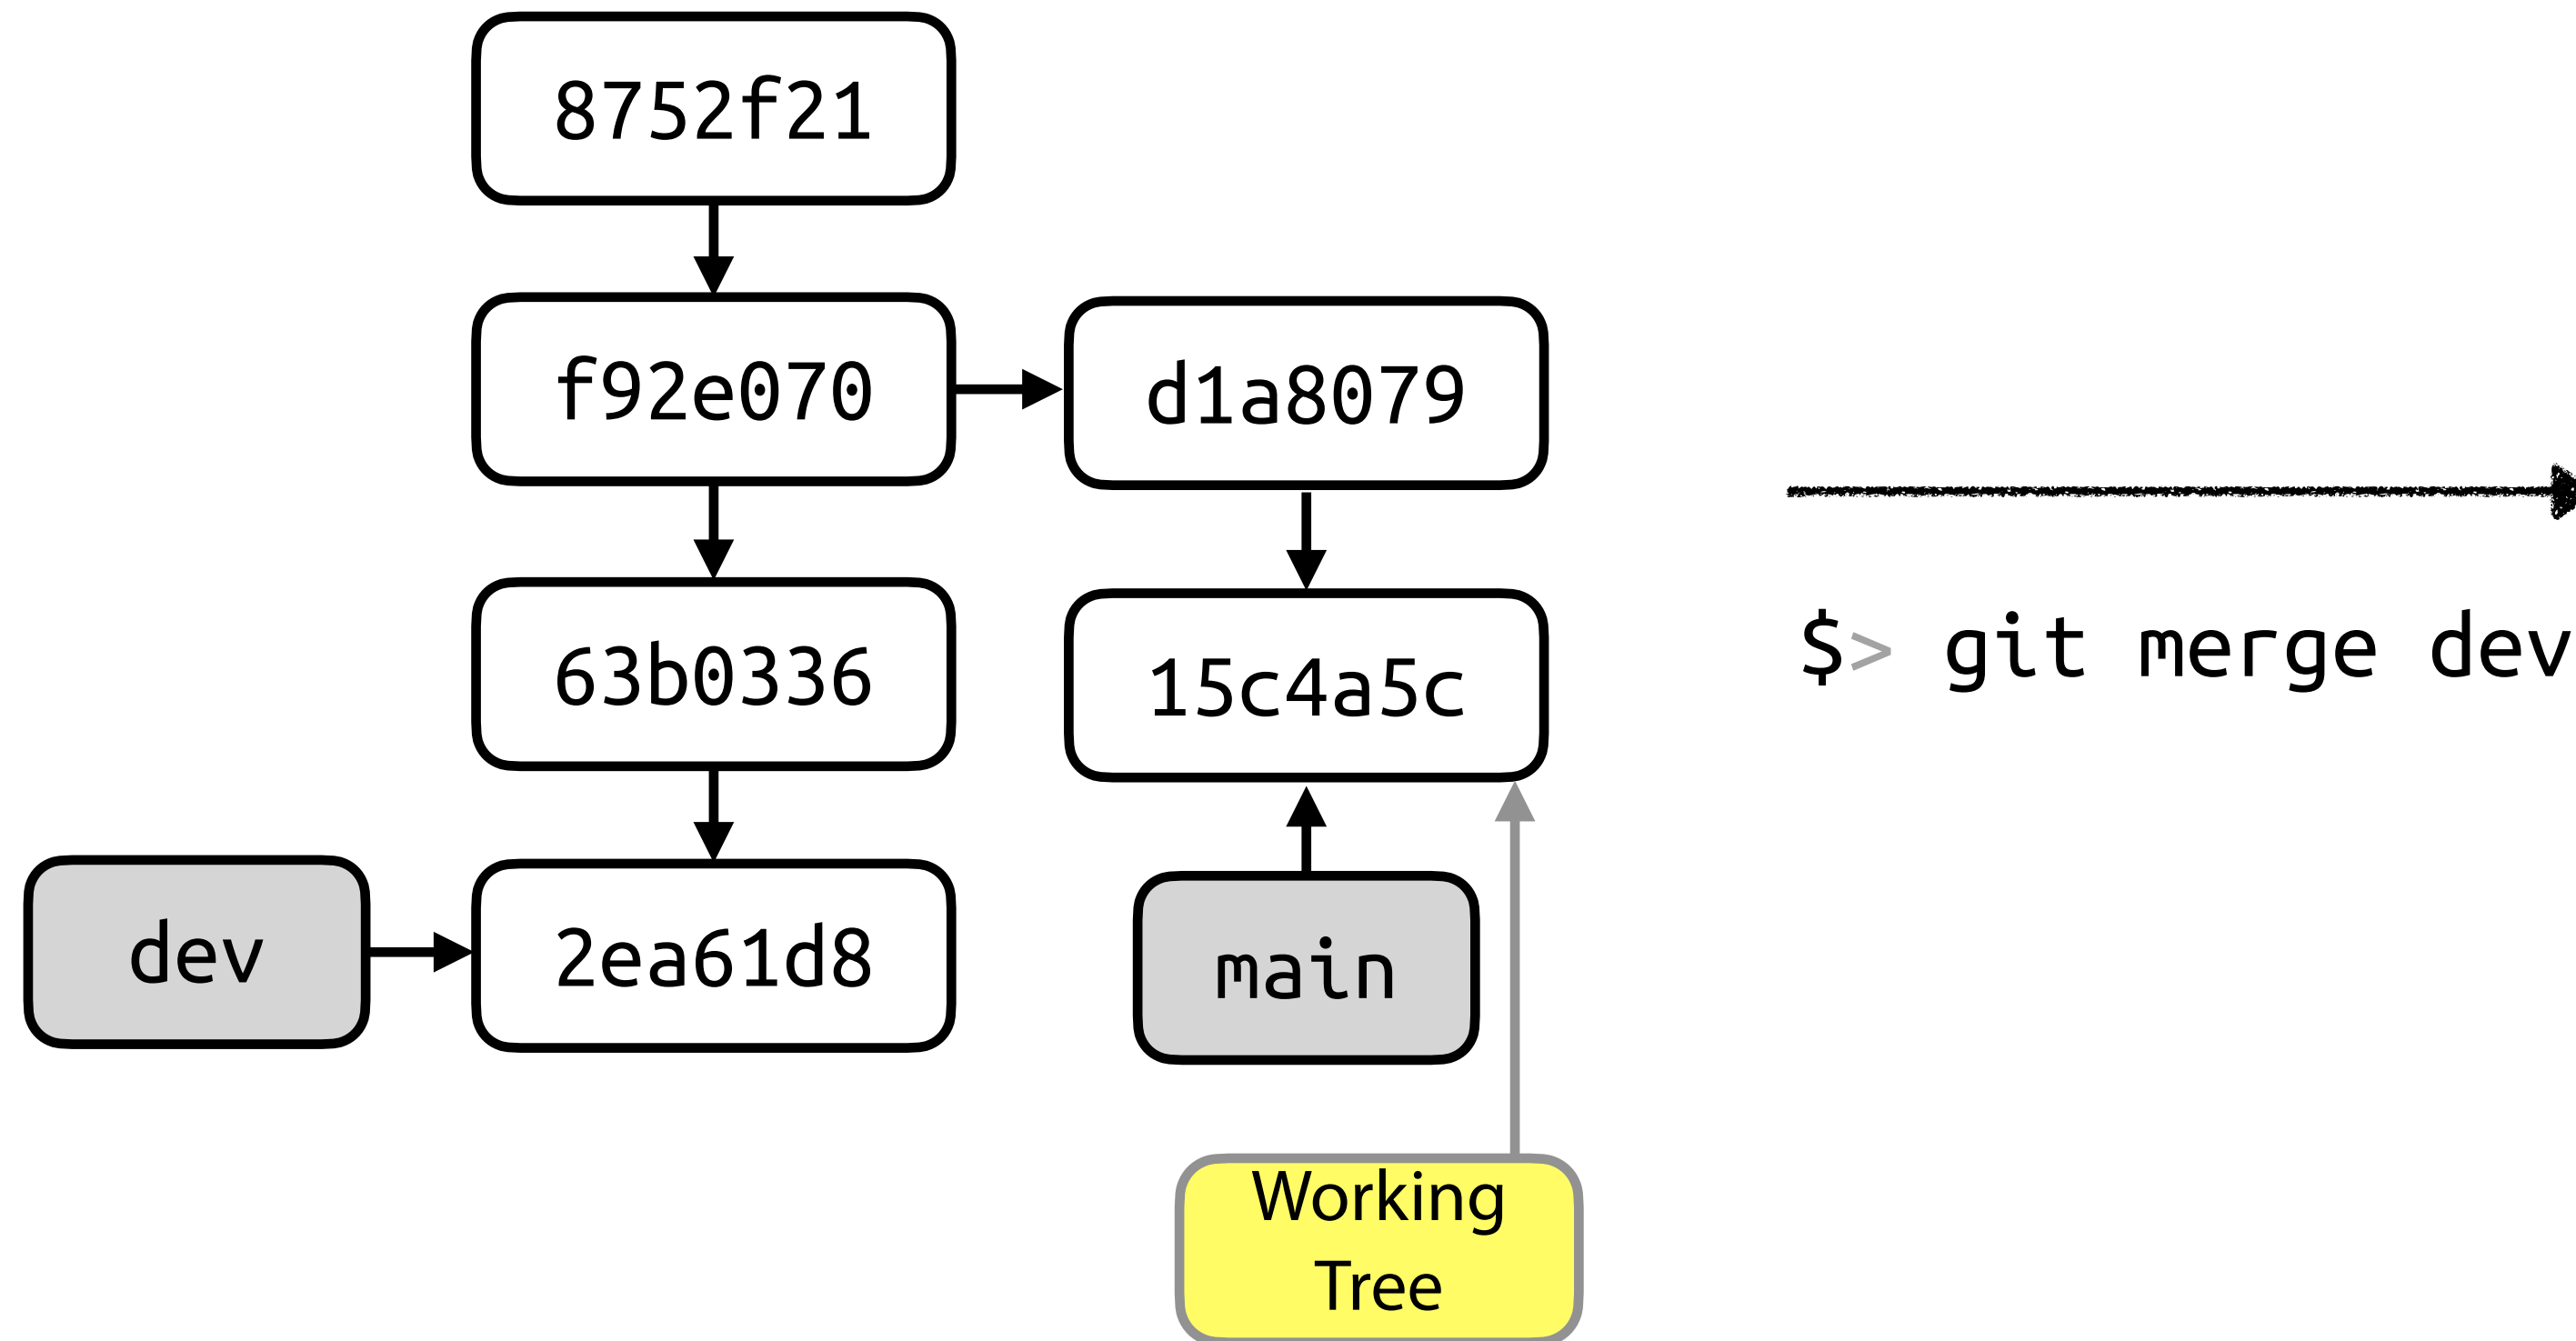 8752f21
f92e070
d1a8079
63b0336
15c4a5c
$> git merge dev
dev
2ea61d8
main
Working
Tree